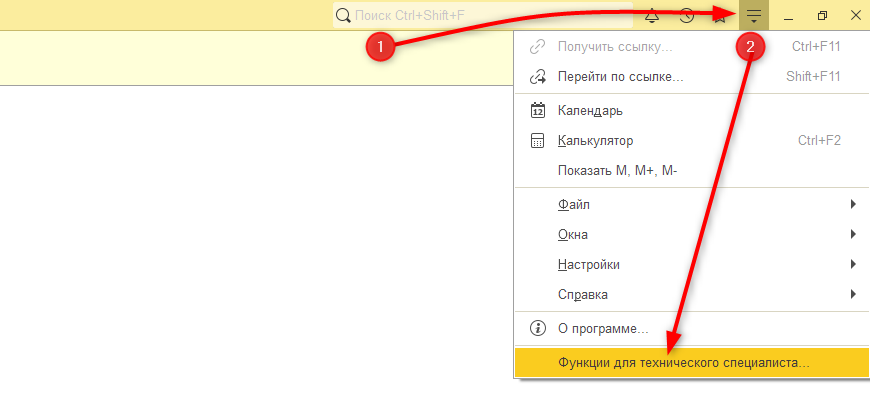 Поиск Ctrl+Shift+F
1
2
Получить ссылку... Ctrl+F11
Перейти по ссылке... Shift+F11
12 Календарь
Калькулятор Ctrl+F2
Показать M, M+, M-
Файл
Окна
Настройки
Справка
О программе...
Функции для технического специалиста...